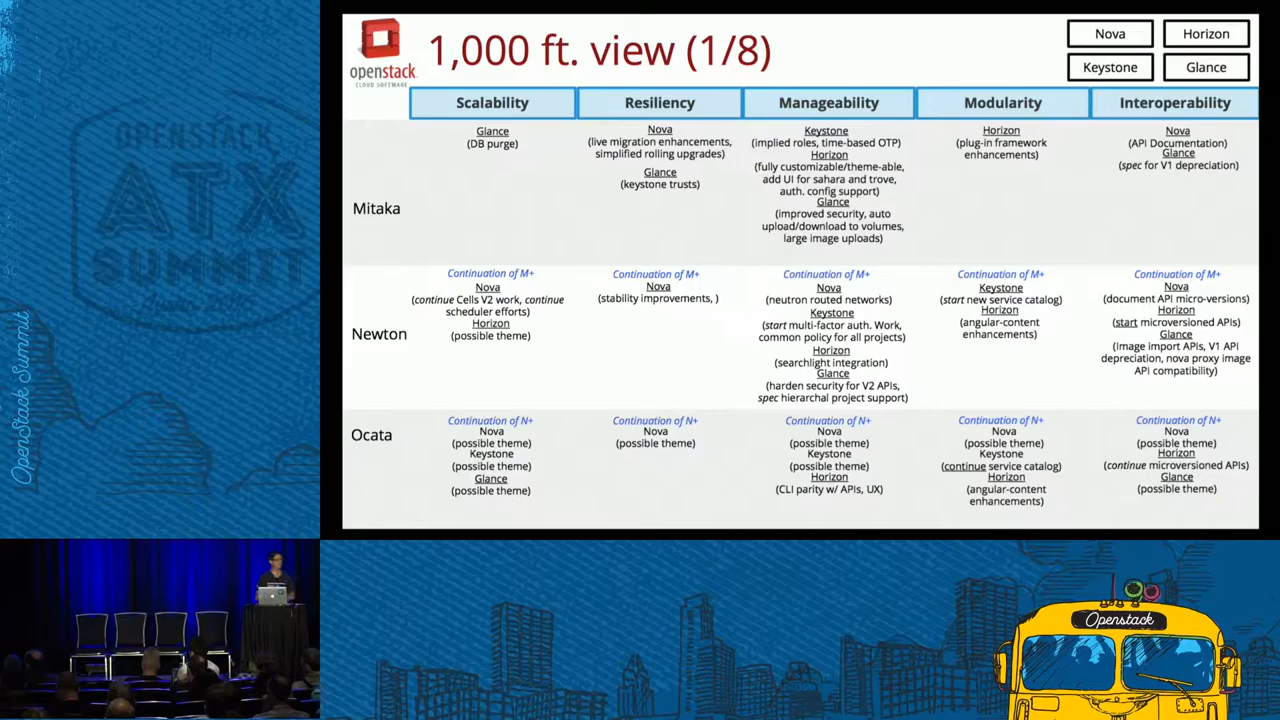 openstack
CLOUD SOFTWARE
1,000 ft. view (1/8)
Nova
Horizon
Keystone
Glance
Scalability
Resiliency
Manageability
Modularity
Interoperability
Mitaka
Glance
(DB purge)
Nova
(live migration enhancements,
simplified rolling upgrades)
Glance
(keystone trusts)
Keystone
(implied roles, time-based OTP)
Horizon
(fully customizable/theme-able,
add UI for sahara and trove,
auth. config support)
Glance
(improved security, auto
upload/download to volumes,
large image uploads)
Horizon
(plug-in framework
enhancements)
Nova
(API Documentation)
Glance
spec for V1 depreciation)
Newton
Continuation of M+
Nova
(continue Cells V2 work, continue
scheduler efforts)
Horizon
(possible theme)
Continuation of M+
Nova
(stability improvements, )
Continuation of M+
Nova
(neutron routed networks)
Keystone
(start multi-factor auth. Work,
common policy for all projects)
Horizon
(searchlight integration)
Glance
(harden security for V2 APIs,
spec hierarchal project support)
Continuation of M+
Keystone
(start new service catalog)
Horizon
(angular-content
enhancements)
Continuation of M+
Nova
(document API micro-versions)
Horizon
(start microversioned APIs)
Glance
(Image import APIs, V1 API
depreciation, nova proxy image
API compatibility)
Ocata
Continuation of N+
Nova
(possible theme)
Keystone
(possible theme)
Glance
(possible theme)
Continuation of N+
Nova
(possible theme)
Continuation of N+
Nova
(possible theme)
Keystone
(possible theme)
Horizon
(CLI parity w/ APIs, UX)
Continuation of N+
Nova
(possible theme)
Keystone
(continue service catalog)
Horizon
(angular-content
enhancements)
Continuation of N+
Nova
(possible theme)
Horizon
(continue microversioned APIs)
Glance
(possible theme)
OPENSTACK
ATX
SUMMIT
OpenStack Summit
Openstack